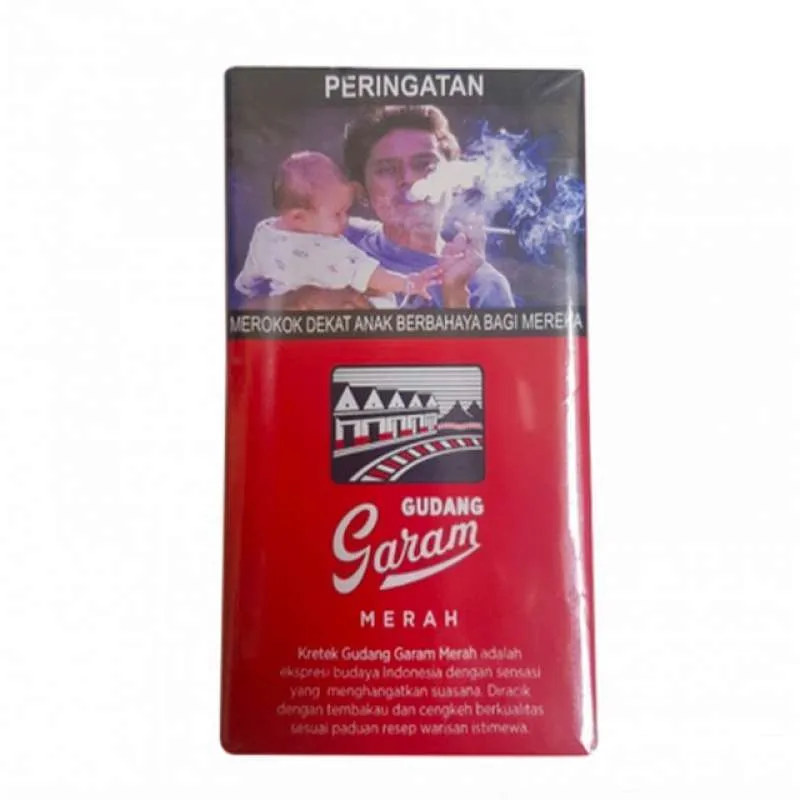 PERINGATAN
MEROKOK DEKAT ANAK BERBAHAYA BAGI MEREKA
GUDANG
Garam
MERAH
Kretek Gudang Garam Merah adalah
ekspresi budaya Indonesia dengan sensasi
yang menghangatkan suasana. Diracik
dengan tembakau dan cengkeh berkualitas
sesuai paduan resep warisan istimewa.